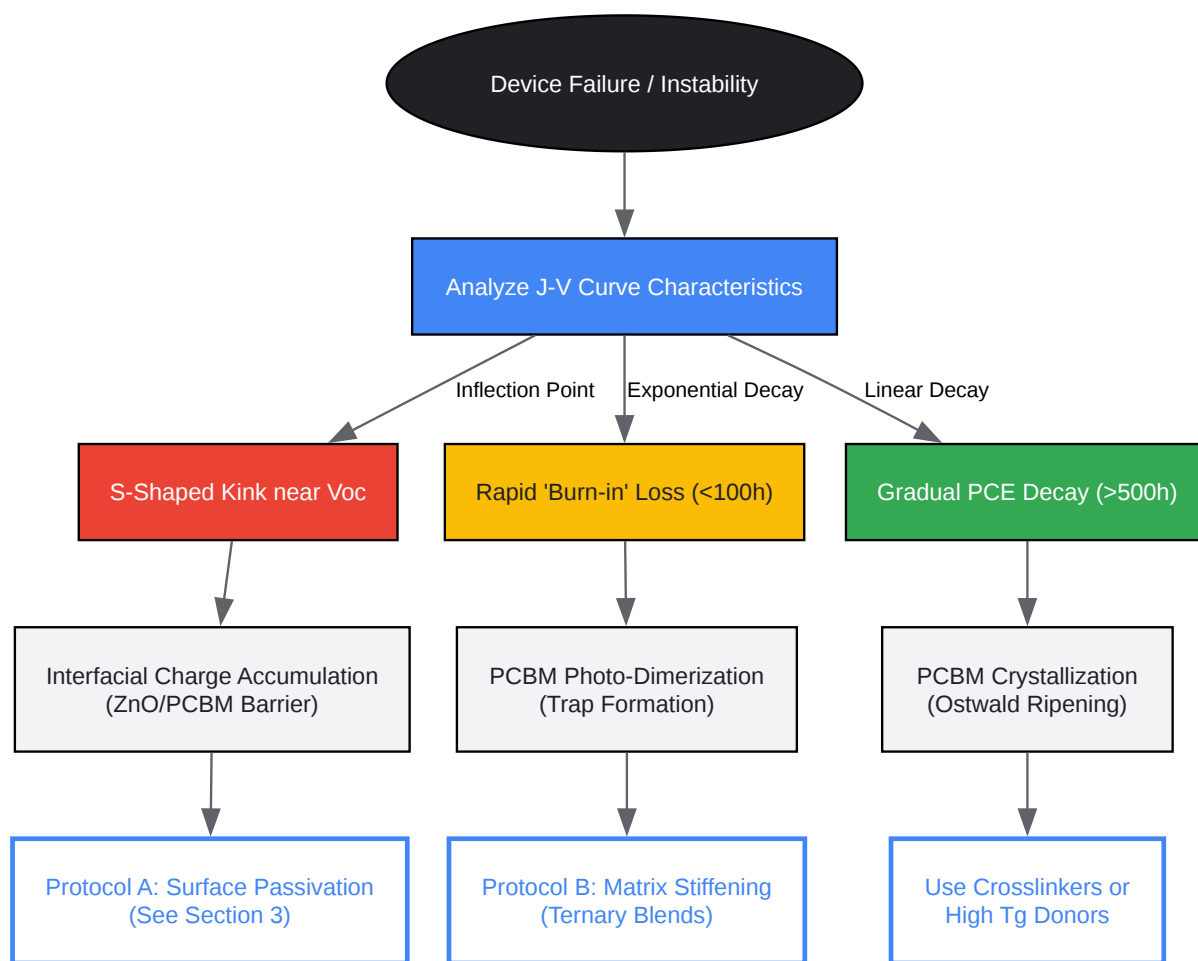 Device Failure / Instability
Analyze J-V Curve Characteristics
Inflection Point
Exponential Decay
Linear Decay
S-Shaped Kink near Voc
Rapid 'Burn-in' Loss (<100h)
Gradual PCE Decay (>500h)
Interfacial Charge Accumulation
(ZnO/PCBM Barrier)
PCBM Photo-Dimerization
(Trap Formation)
PCBM Crystallization
(Ostwald Ripening)
Protocol A: Surface Passivation
(See Section 3)
Protocol B: Matrix Stiffening
(Ternary Blends)
Use Crosslinkers or
High Tg Donors